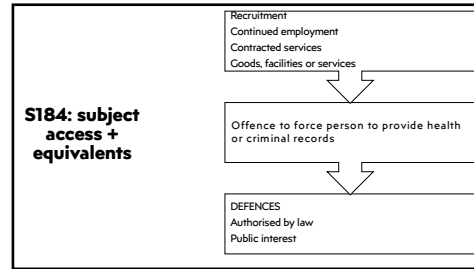 S184: subject
access +
equivalents
Recruitment
Continued employment
Contracted services
Goods, facilities or services
Offence to force person to provide health
or criminal records
DEFENCES
Authorised by law
Public interest